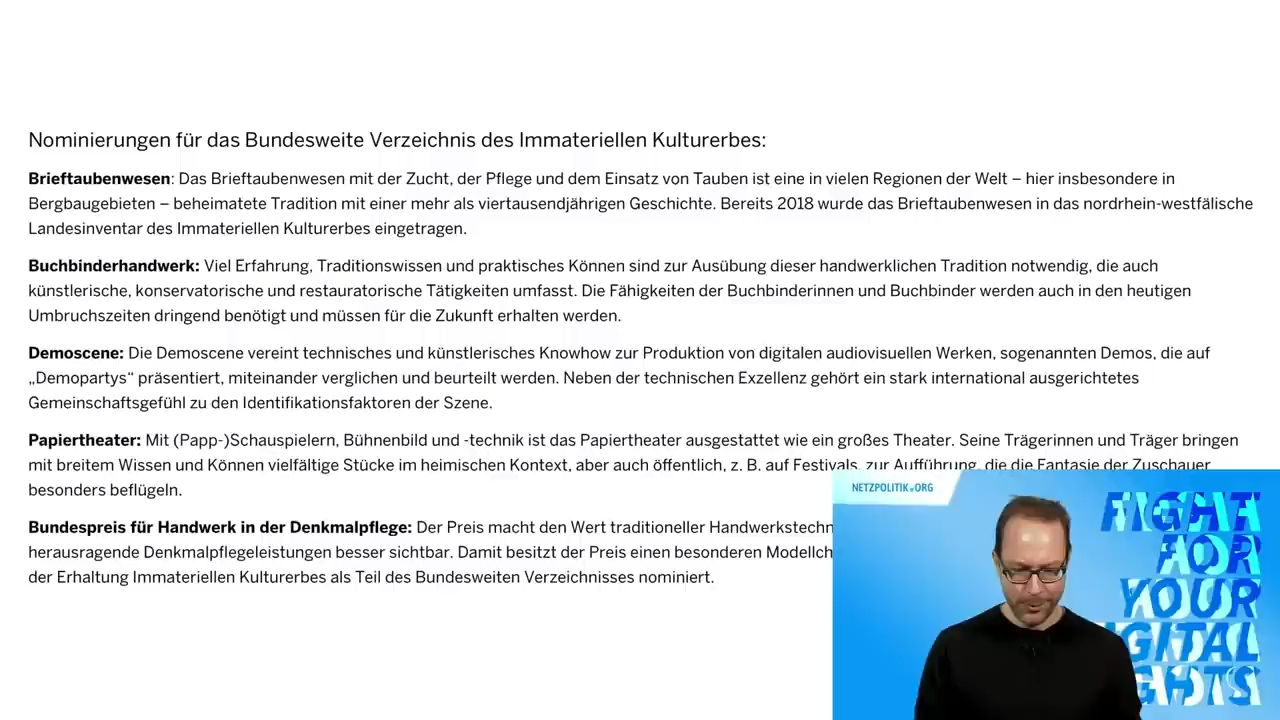 Nominierungen für das Bundesweite Verzeichnis des Immateriellen Kulturerbes:
Brieftaubenwesen: Das Brieftaubenwesen mit der Zucht, der Pflege und dem Einsatz von Tauben ist eine in vielen Regionen der Welt – hier insbesondere in
Bergbaugebieten – beheimatete Tradition mit einer mehr als viertausendjährigen Geschichte. Bereits 2018 wurde das Brieftaubenwesen in das nordrhein-westfälische
Landesinventar des Immateriellen Kulturerbes eingetragen.
Buchbinderhandwerk: Viel Erfahrung, Traditionswissen und praktisches Können sind zur Ausübung dieser handwerklichen Tradition notwendig, die auch
künstlerische, konservatorische und restauratorische Tätigkeiten umfasst. Die Fähigkeiten der Buchbinderinnen und Buchbinder werden auch in den heutigen
Umbruchszeiten dringend benötigt und müssen für die Zukunft erhalten werden.
Demoscene: Die Demoscene vereint technisches und künstlerisches Knowhow zur Produktion von digitalen audiovisuellen Werken, sogenannten Demos, die auf
„Demopartys“ präsentiert, miteinander verglichen und beurteilt werden. Neben der technischen Exzellenz gehört ein stark international ausgerichtetes
Gemeinschaftsgefühl zu den Identifikationsfaktoren der Szene.
Papiertheater: Mit (Papp-)Schauspielern, Bühnenbild und -technik ist das Papiertheater ausgestattet wie ein großes Theater. Seine Trägerinnen und Träger bringen
mit breitem Wissen und Können vielfältige Stücke im heimischen Kontext, aber auch öffentlich, z. B. auf Festivals, zur Aufführung, die die Fantasie der Zuschauer
besonders beflügeln.
Bundespreis für Handwerk in der Denkmalpflege: Der Preis macht den Wert traditioneller Handwerkstechn
herausragende Denkmalpflegeleistungen besser sichtbar. Damit besitzt der Preis einen besonderen Modellch
der Erhaltung Immateriellen Kulturerbes als Teil des Bundesweiten Verzeichnisses nominiert.
NETZPOLITIK.ORG
FIGHT
FOR
YOUR
IGITAL
GHTS